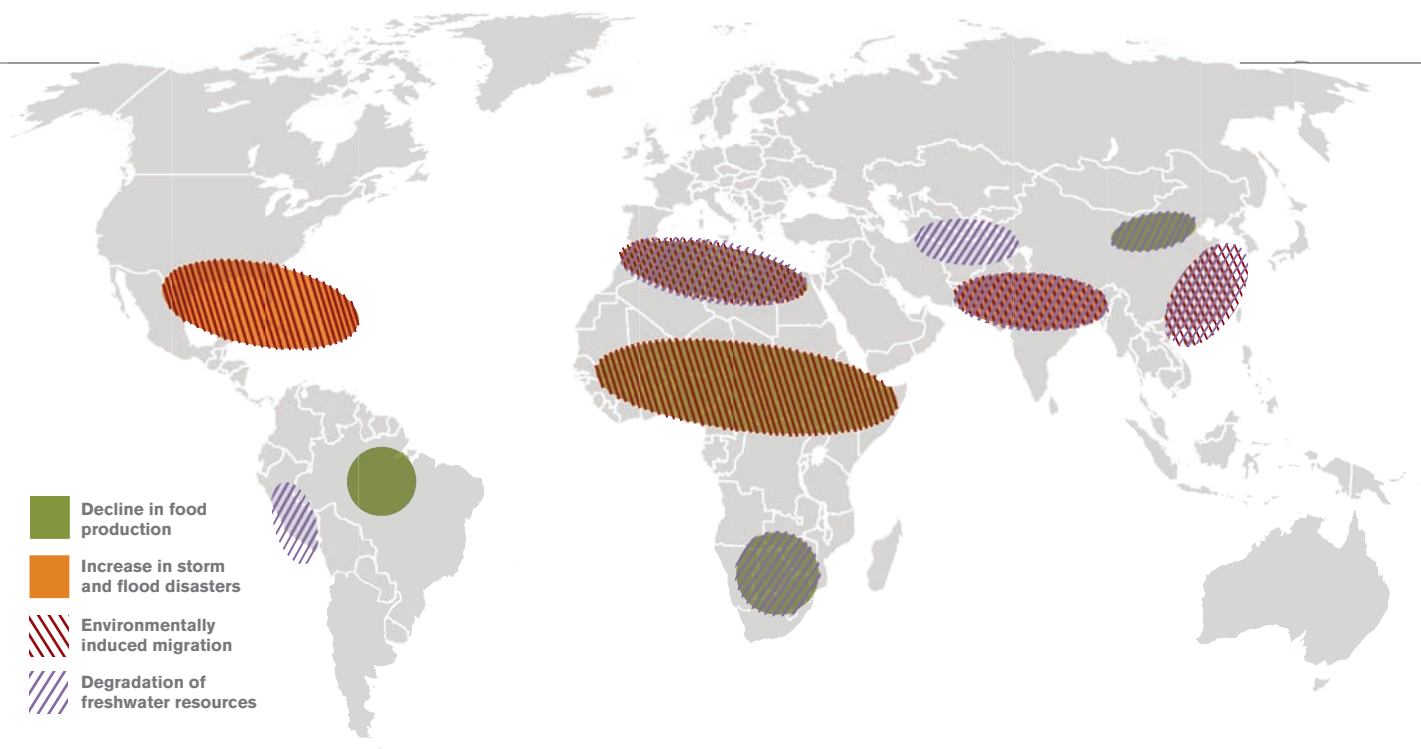 Decline in food
production
Increase in storm
and flood disasters
Environmentally
induced migration
Degradation of
freshwater resources